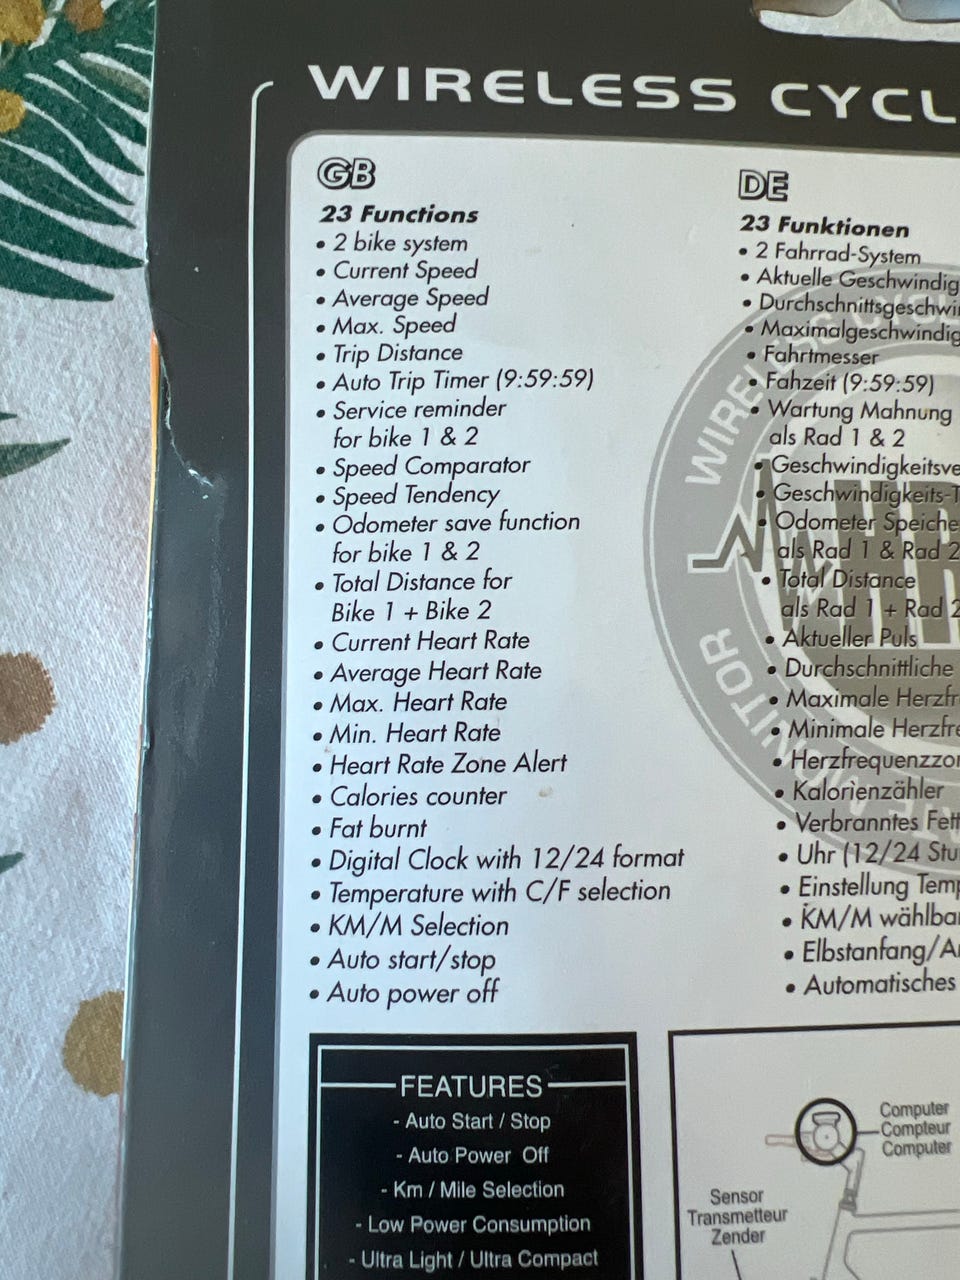 WIRELESS CYCL
GB
23 Functions
• 2 bike system
• Current Speed
• Average Speed
• Max. Speed
• Trip Distance
• Auto Trip Timer (9:59:59)
• Service reminder
for bike 1 & 2
• Speed Comparator
• Speed Tendency
• Odometer save function
for bike 1 & 2
• Total Distance for
Bike 1 + Bike 2
• Current Heart Rate
• Average Heart Rate
• Max. Heart Rate
• Min. Heart Rate
• Heart Rate Zone Alert
• Calories counter
• Fat burnt
• Digital Clock with 12/24 format
• Temperature with C/F selection
• KM/M Selection
• Auto start/stop
• Auto power off
DE
23 Funktionen
• 2 Fahrrad-System
• Aktuelle Geschwindig
• Durchschnittsgeschwi
• Maximalgeschwindig
• Fahrtmesser
• Fahzeit (9:59:59)
• Wartung Mahnung
als Rad 1 & 2
• Geschwindigkeitsve
• Geschwindigkeits-T
• Odometer Speiche
als Rad 1 & Rad 2
• Total Distance
als Rad 1 + Rad 2
• Aktueller Puls
• Durchschnittliche
• Maximale Herzfr
• Minimale Herzfre
• Herzfrequenzzo
• Kalorienzähler
• Verbranntes Fett
• Uhr (12/24 Stu
• Einstellung Temp
• KM/M wählba
• Elbstanfang/A
• Automatisches
WIRELESS CYC
HR
MONITOR
FEATURES
- Auto Start / Stop
- Auto Power Off
- Km / Mile Selection
- Low Power Consumption
- Ultra Light / Ultra Compact
Computer
Compteur
Computer
Sensor
Transmetteur
Zender